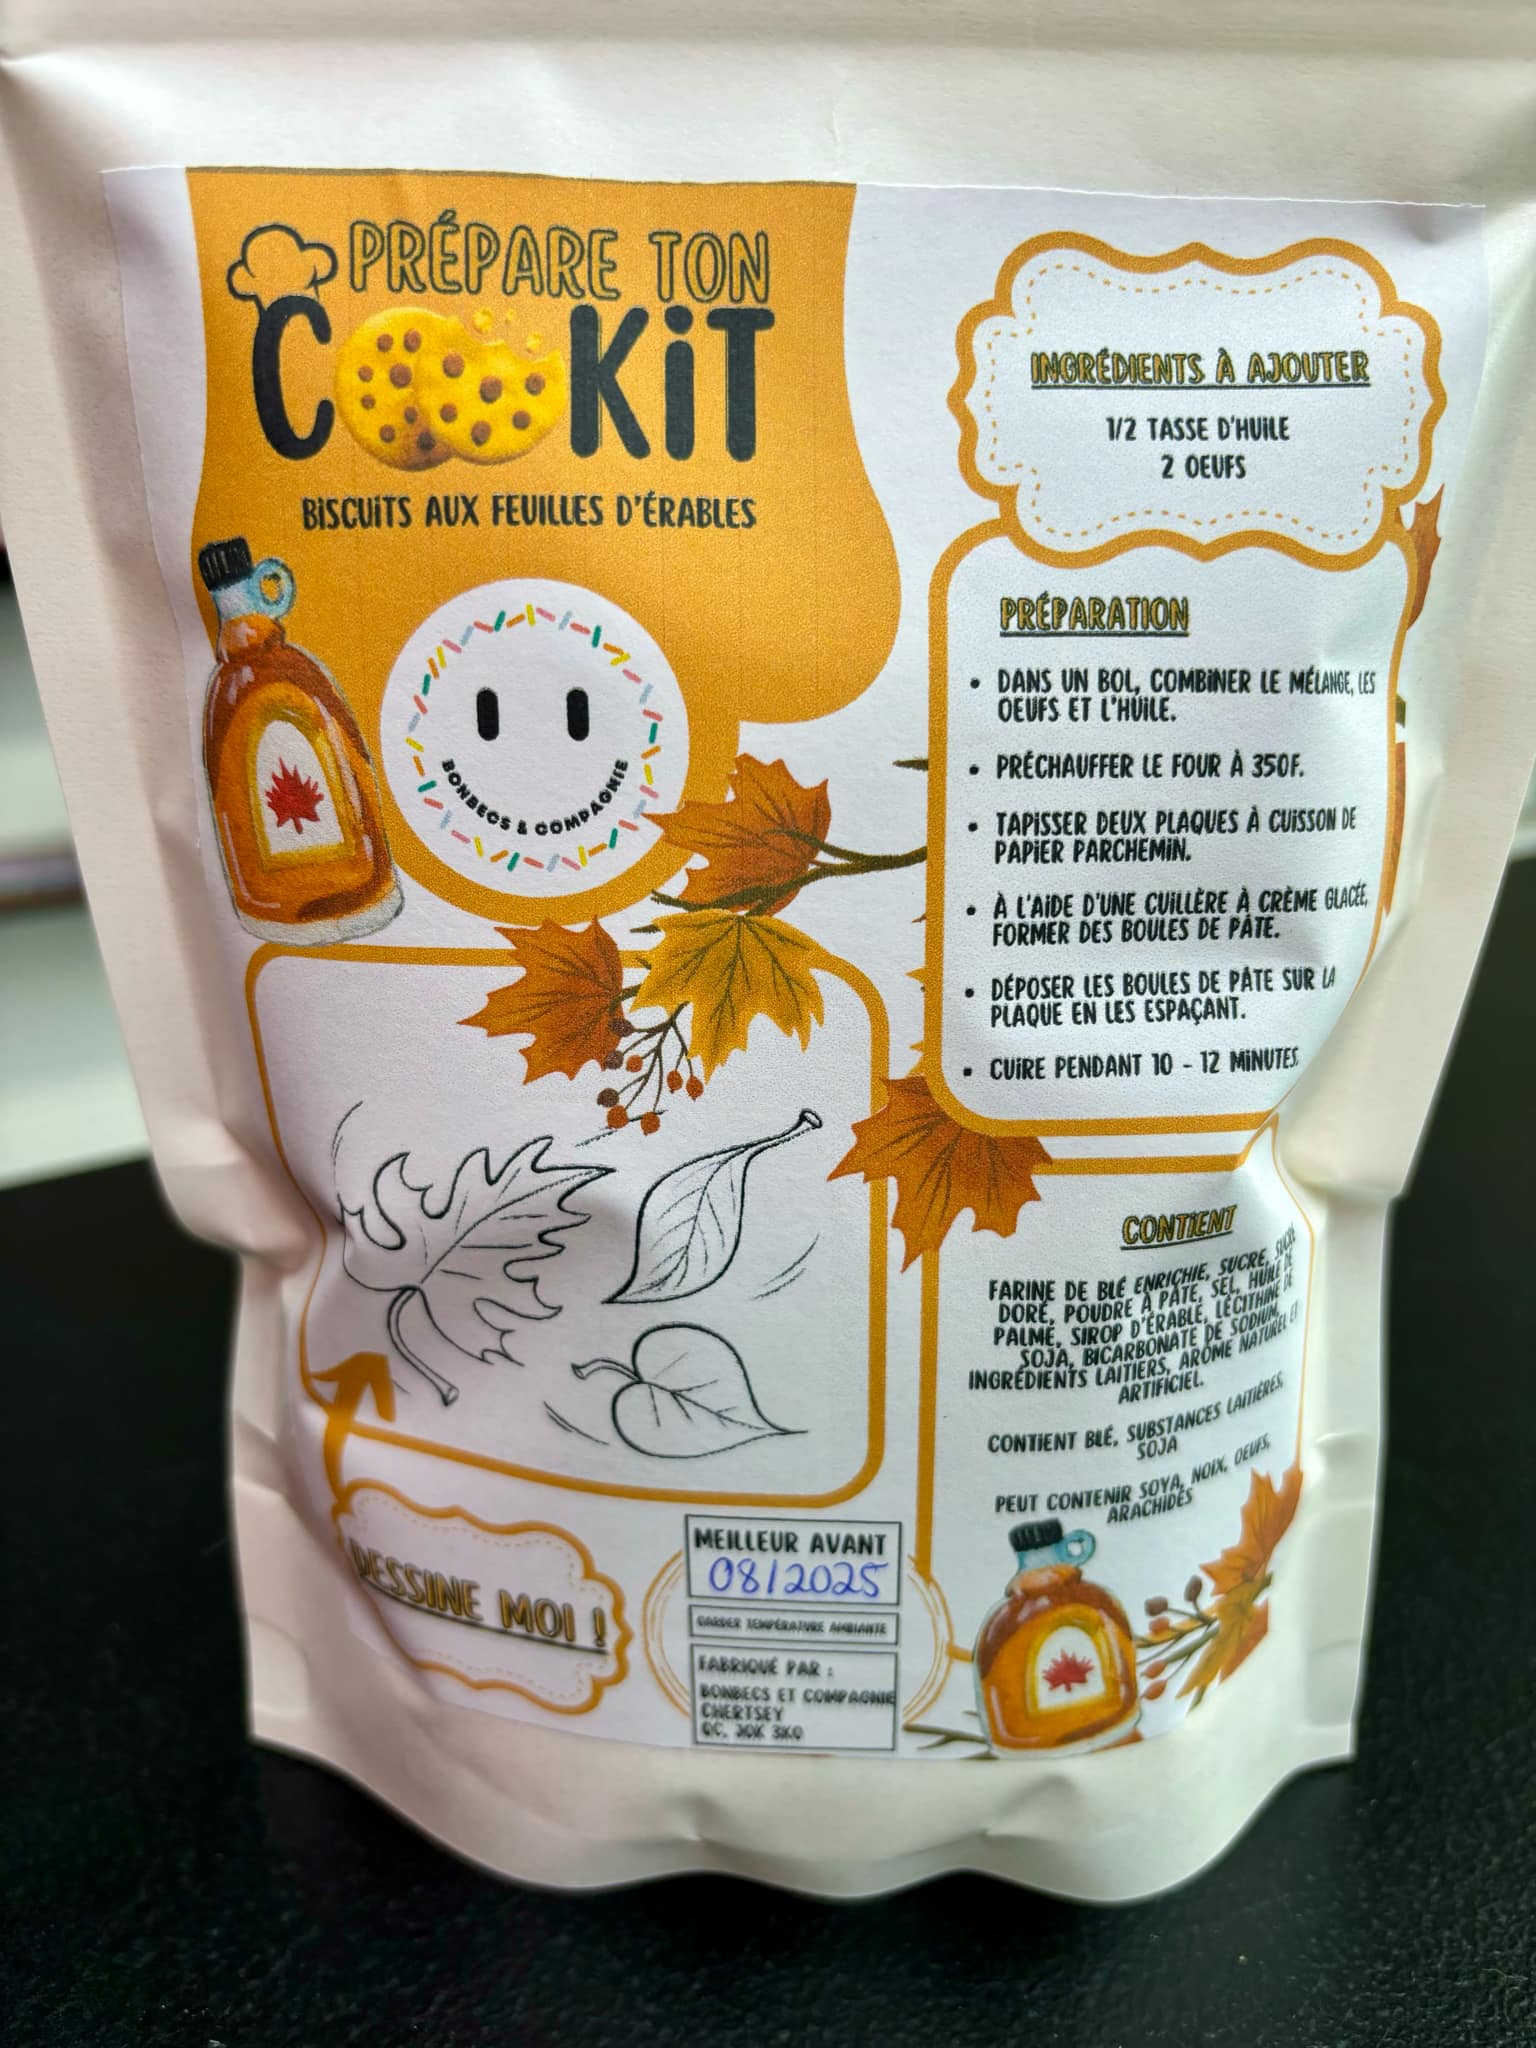 PRÉPARE TON
COOKiT
BiSCUiTS AUX FEUILLES D'ÉRABLES
BONBECS & COMPAGNIE
INGRÉDIENTS À AJOUTER
1/2 TASSE D'HUILE
2 OEUFS
PRÉPARATION
• DANS UN BOL, COMBINER LE MÉLANGE, LES
OEUFS ET L'HUILE.
• PRÉCHAUFFER LE FOUR À 350F.
• TAPISSER DEUX PLAQUES À CUISSON DE
PAPIER PARCHEMIN.
• À L'AIDE D'UNE CUILLÈRE À CRÈME GLACÉE,
FORMER DES BOULES DE PÂTE.
• DÉPOSER LES BOULES DE PÂTE SUR LA
PLAQUE EN LES ESPAÇANT.
• CUIRE PENDANT 10 - 12 MINUTES.
CONTIENT
FARINE DE BLÉ ENRICHIE, SUCRE, SUCRE
DORÉ, POUDRE À PÂTE, SEL, HUILE DE
PALME, SIROP D'ÉRABLE, LÉCITHINE DE
SOJA, BICARBONATE DE SODIUM,
INGRÉDIENTS LAITIERS, ARÔME NATUREL ET
ARTIFICIEL.
CONTIENT BLÉ, SUBSTANCES LAITIÈRES,
SOJA
PEUT CONTENIR SOYA, NOIX, OEUFS,
ARACHIDES
DESSINE MOI !
MEILLEUR AVANT
08/2025
GARDER TEMPÉRATURE AMBIANTE
FABRIQUÉ PAR :
BONBECS ET COMPAGNIE
CHERTSEY
QC, J0K 3K0